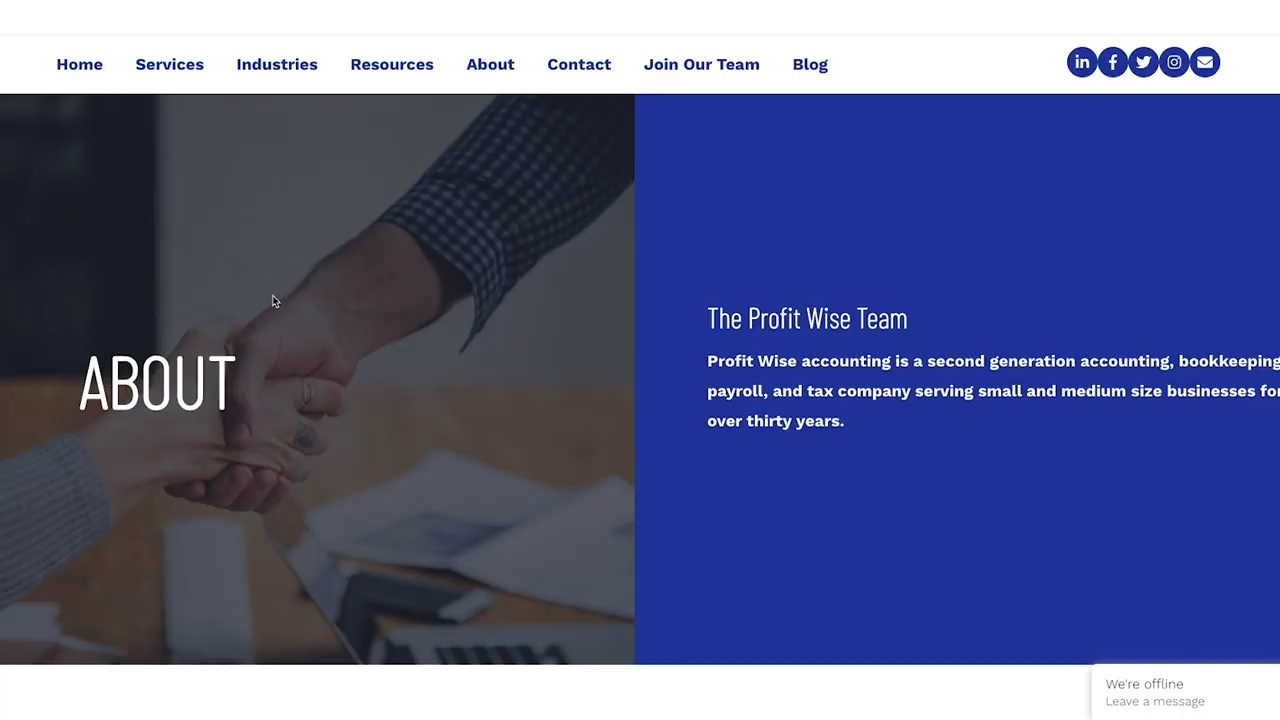 Home Services Industries Resources About Contact Join Our Team Blog
ABOUT
The Profit Wise Team
Profit Wise accounting is a second generation accounting, bookkeeping
payroll, and tax company serving small and medium size businesses for
over thirty years.
We're offline
Leave a message